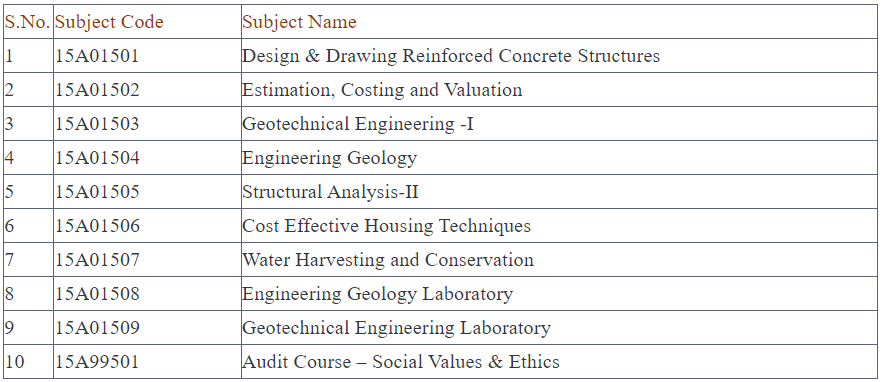 S.No. Subject Code Subject Name
1 15A01501 Design & Drawing Reinforced Concrete Structures
2 15A01502 Estimation, Costing and Valuation
3 15A01503 Geotechnical Engineering -I
4 15A01504 Engineering Geology
5 15A01505 Structural Analysis-II
6 15A01506 Cost Effective Housing Techniques
7 15A01507 Water Harvesting and Conservation
8 15A01508 Engineering Geology Laboratory
9 15A01509 Geotechnical Engineering Laboratory
10 15A99501 Audit Course – Social Values & Ethics